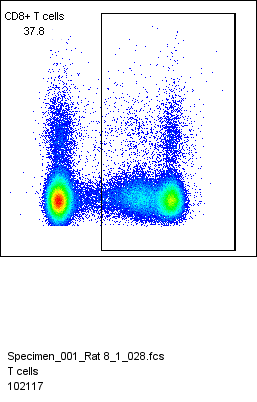 CD8+ T cells
37.8
Specimen_001_Rat 8_1_028.fcs
T cells
102117